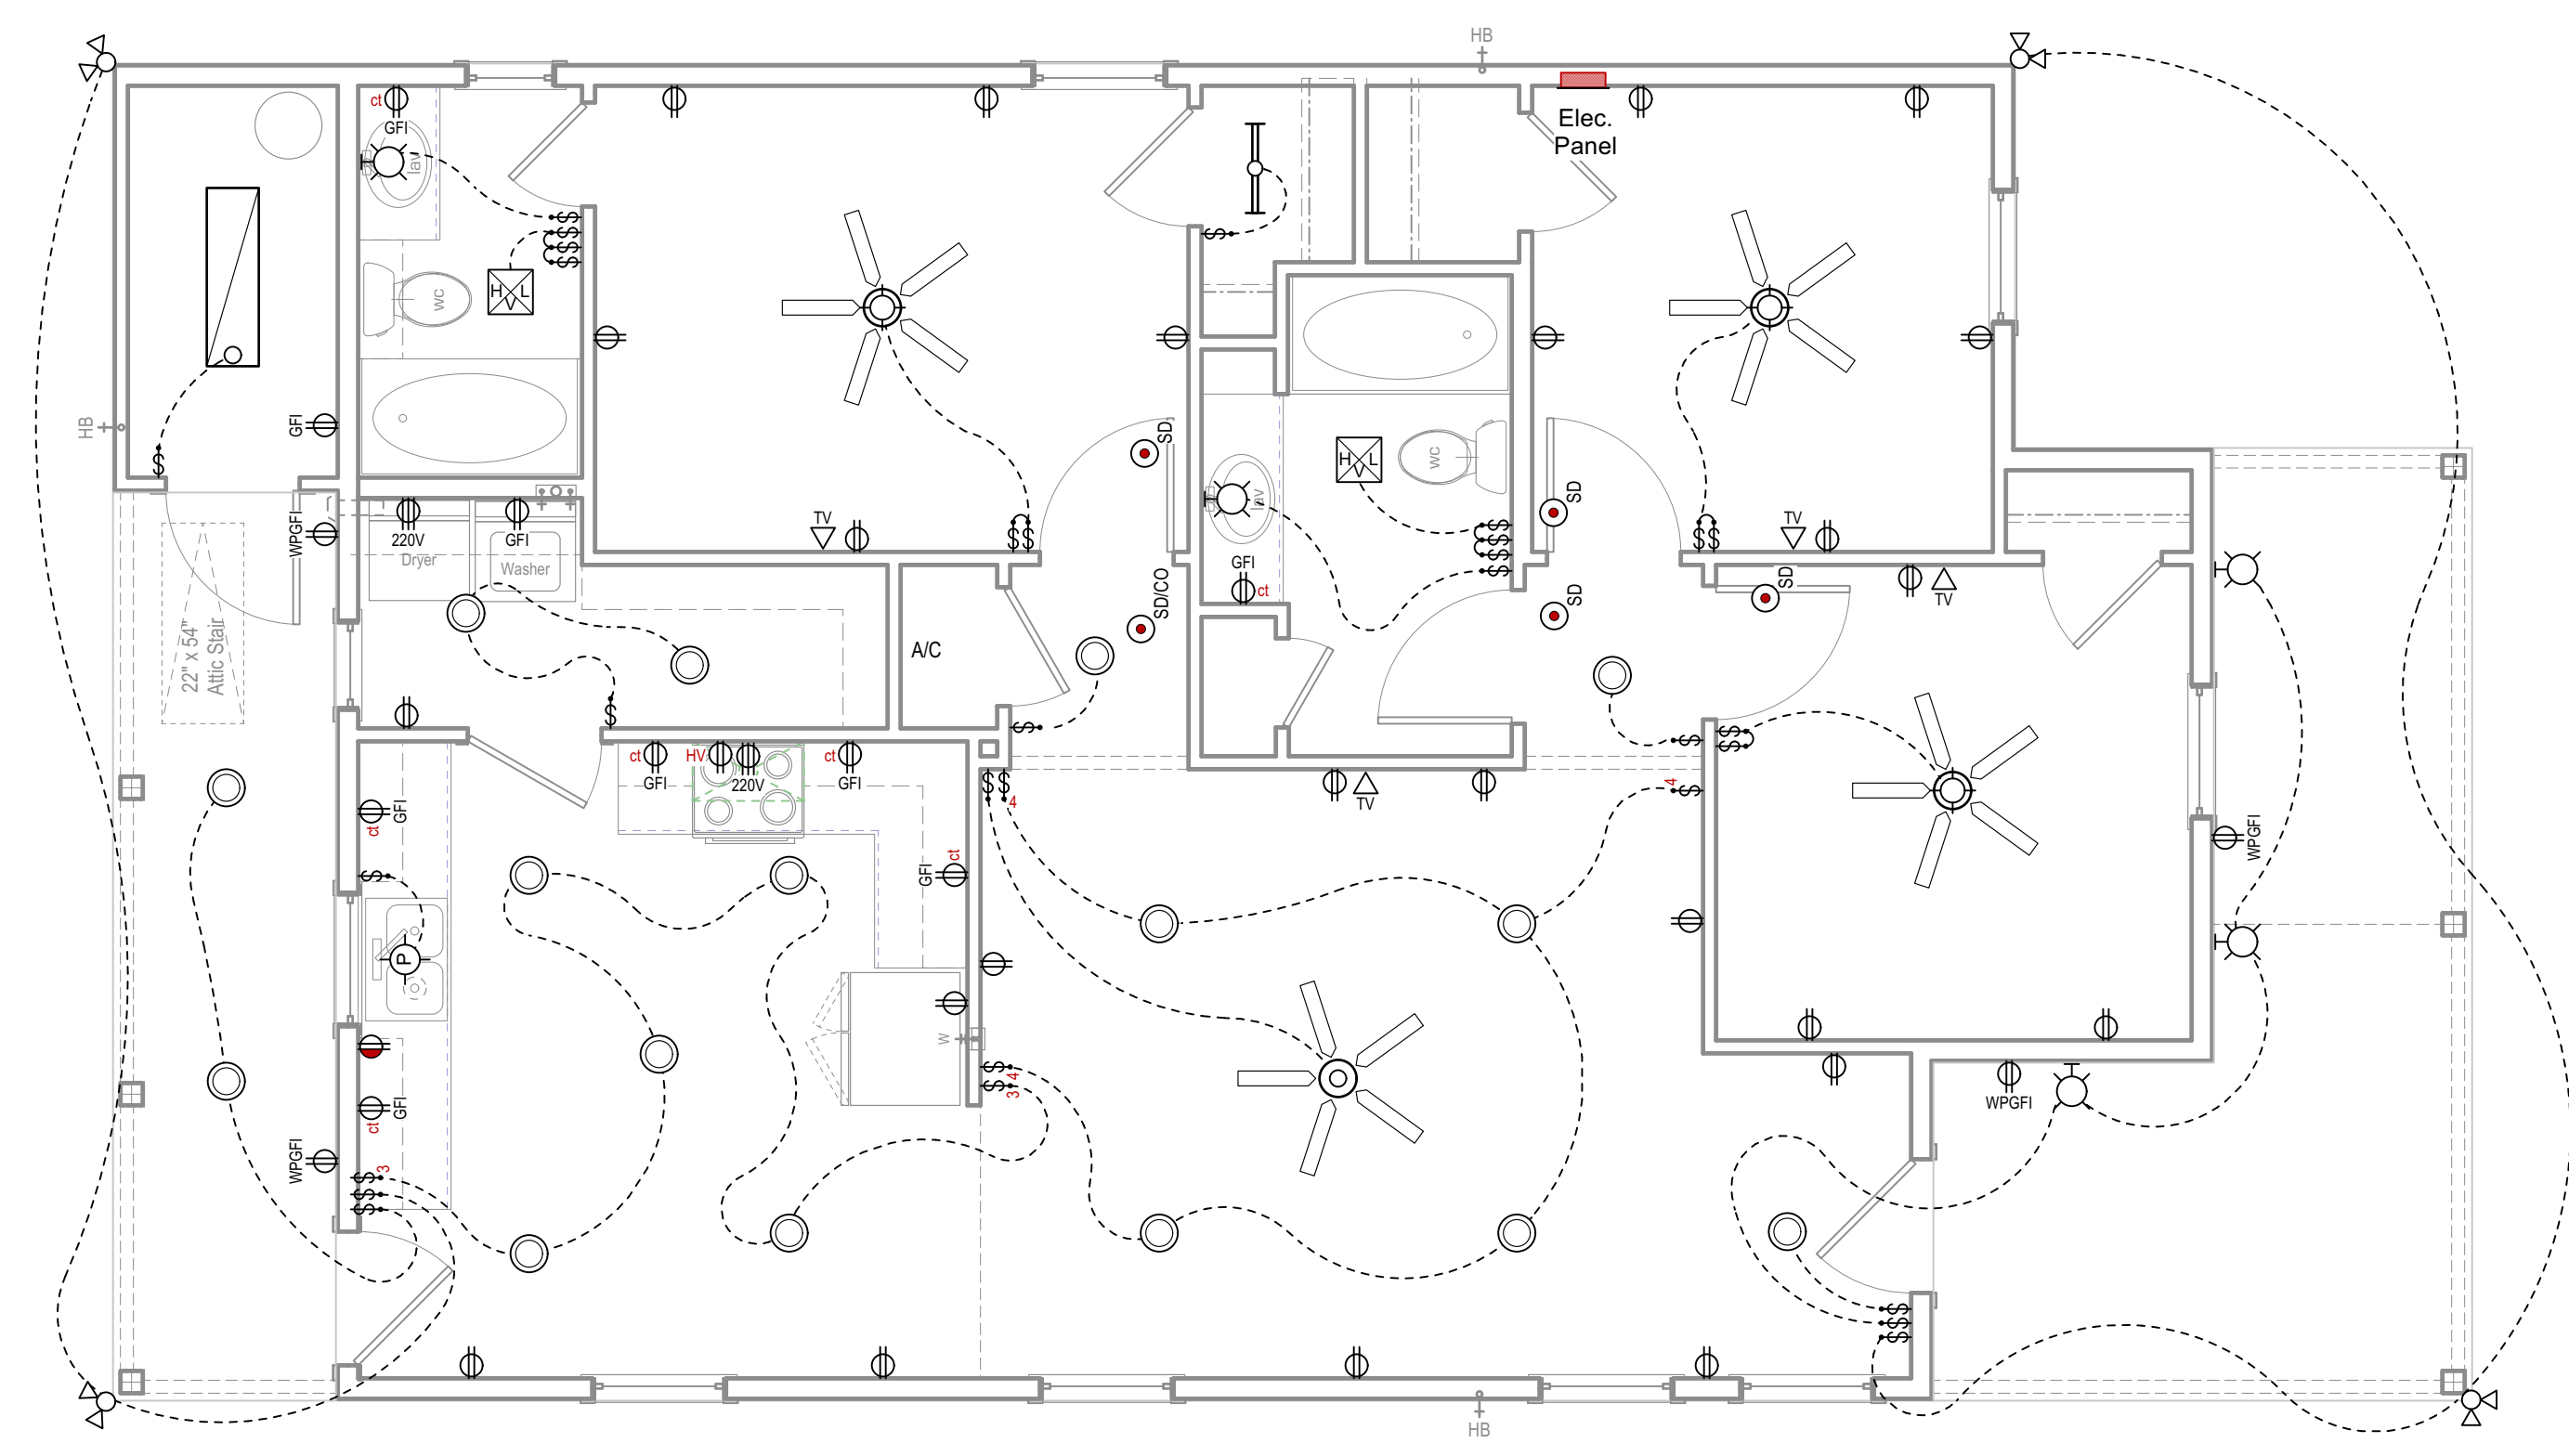 HB
ct
GFI
lav
Elec.
Panel
H L
V
WC
HB
GFI
SD
H L
V
WC
lav
SD
WPGFI
220V
GFI
Dryer
Washer
TV
GFI
ct
TV
SD/CO
SD
SD
TV
22" x 54"
Attic Stair
A/C
ct
HV
220V
ct
GFI
GFI
4
TV
4
GFI
ct
WPGFI
GFI
ct
P
W
4
3
GFI
ct
WPGFI
WPGFI
3
HB